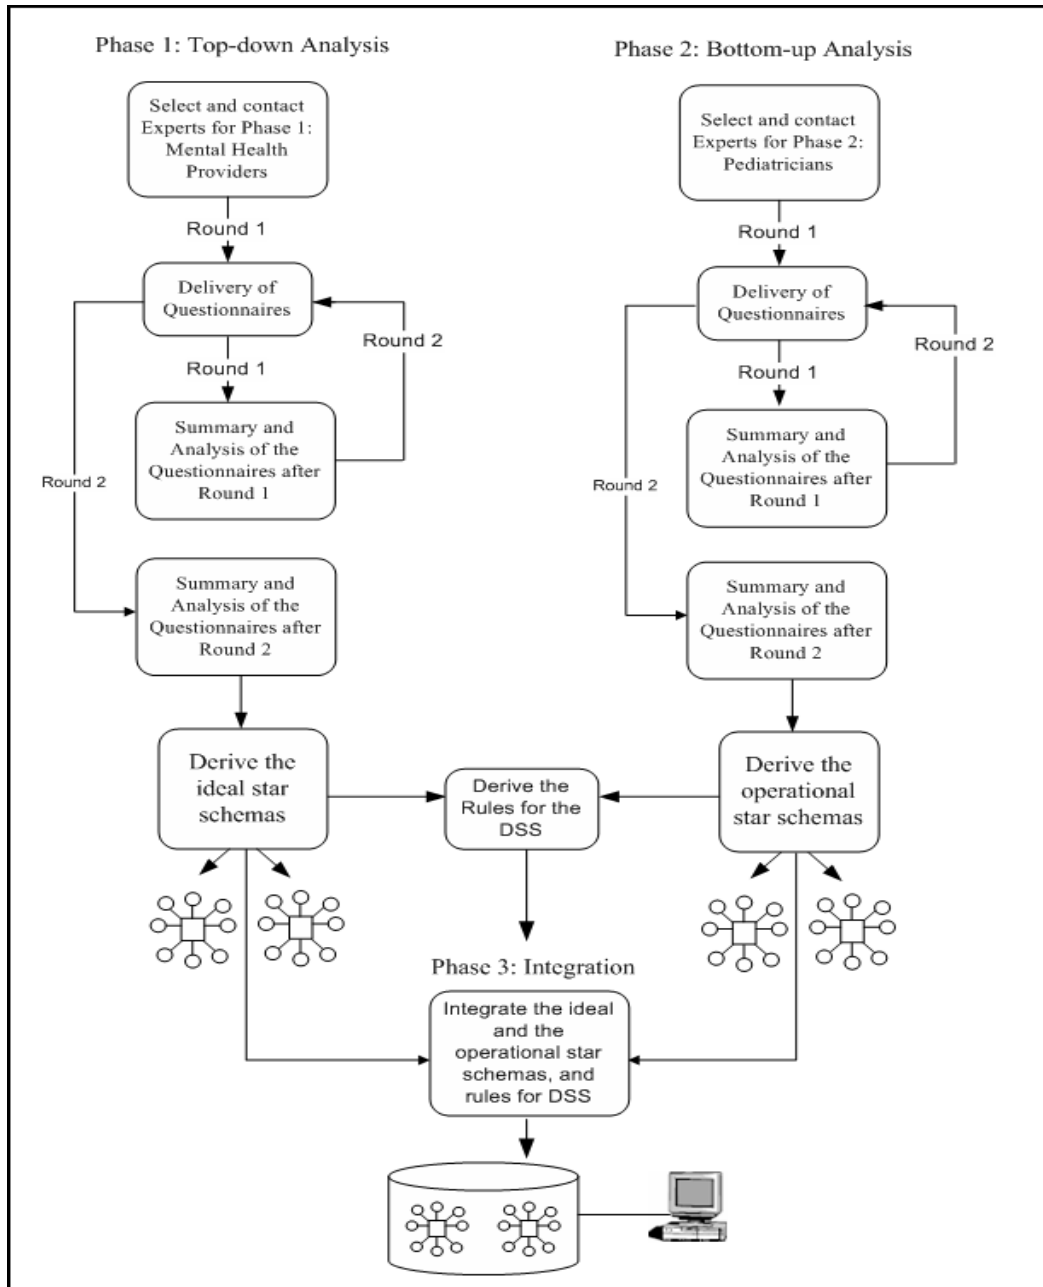 Phase 1: Top-down Analysis
Phase 2: Bottom-up Analysis
Select and contact
Experts for Phase 1:
Mental Health
Providers
Select and contact
Experts for Phase 2:
Pediatricians
Round 1
Round 1
Delivery of
Questionnaires
Delivery of
Questionnaires
Round 2
Round 2
Round 1
Round 1
Summary and
Analysis of the
Questionnaires after
Round 1
Summary and
Analysis of the
Questionnaires after
Round 1
Round 2
Round 2
Summary and
Analysis of the
Questionnaires after
Round 2
Summary and
Analysis of the
Questionnaires after
Round 2
Derive the
ideal star
schemas
Derive the
Rules for the
DSS
Derive the
operational
star schemas
Phase 3: Integration
Integrate the ideal
and the
operational star
schemas, and
rules for DSS